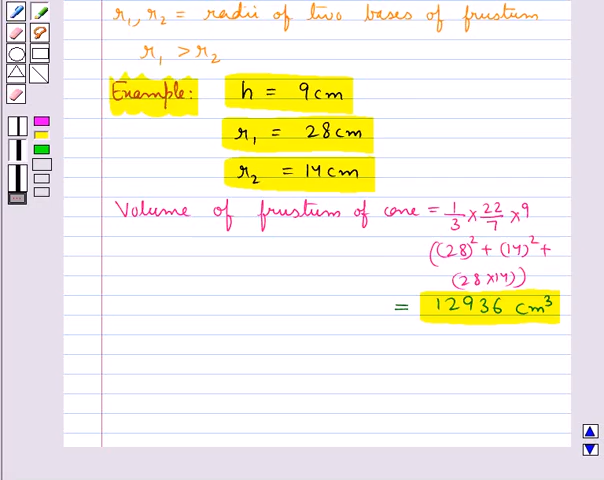 r₁, r₂ = radii of two bases of frustum
r₁ > r₂
Example: h = 9cm
r₁ = 28cm
r₂ = 14cm
Volume of frustum of cone = 1/3 × 22/7 × 9
((28)² + (14)² +
(28×14))
= 12936 cm³